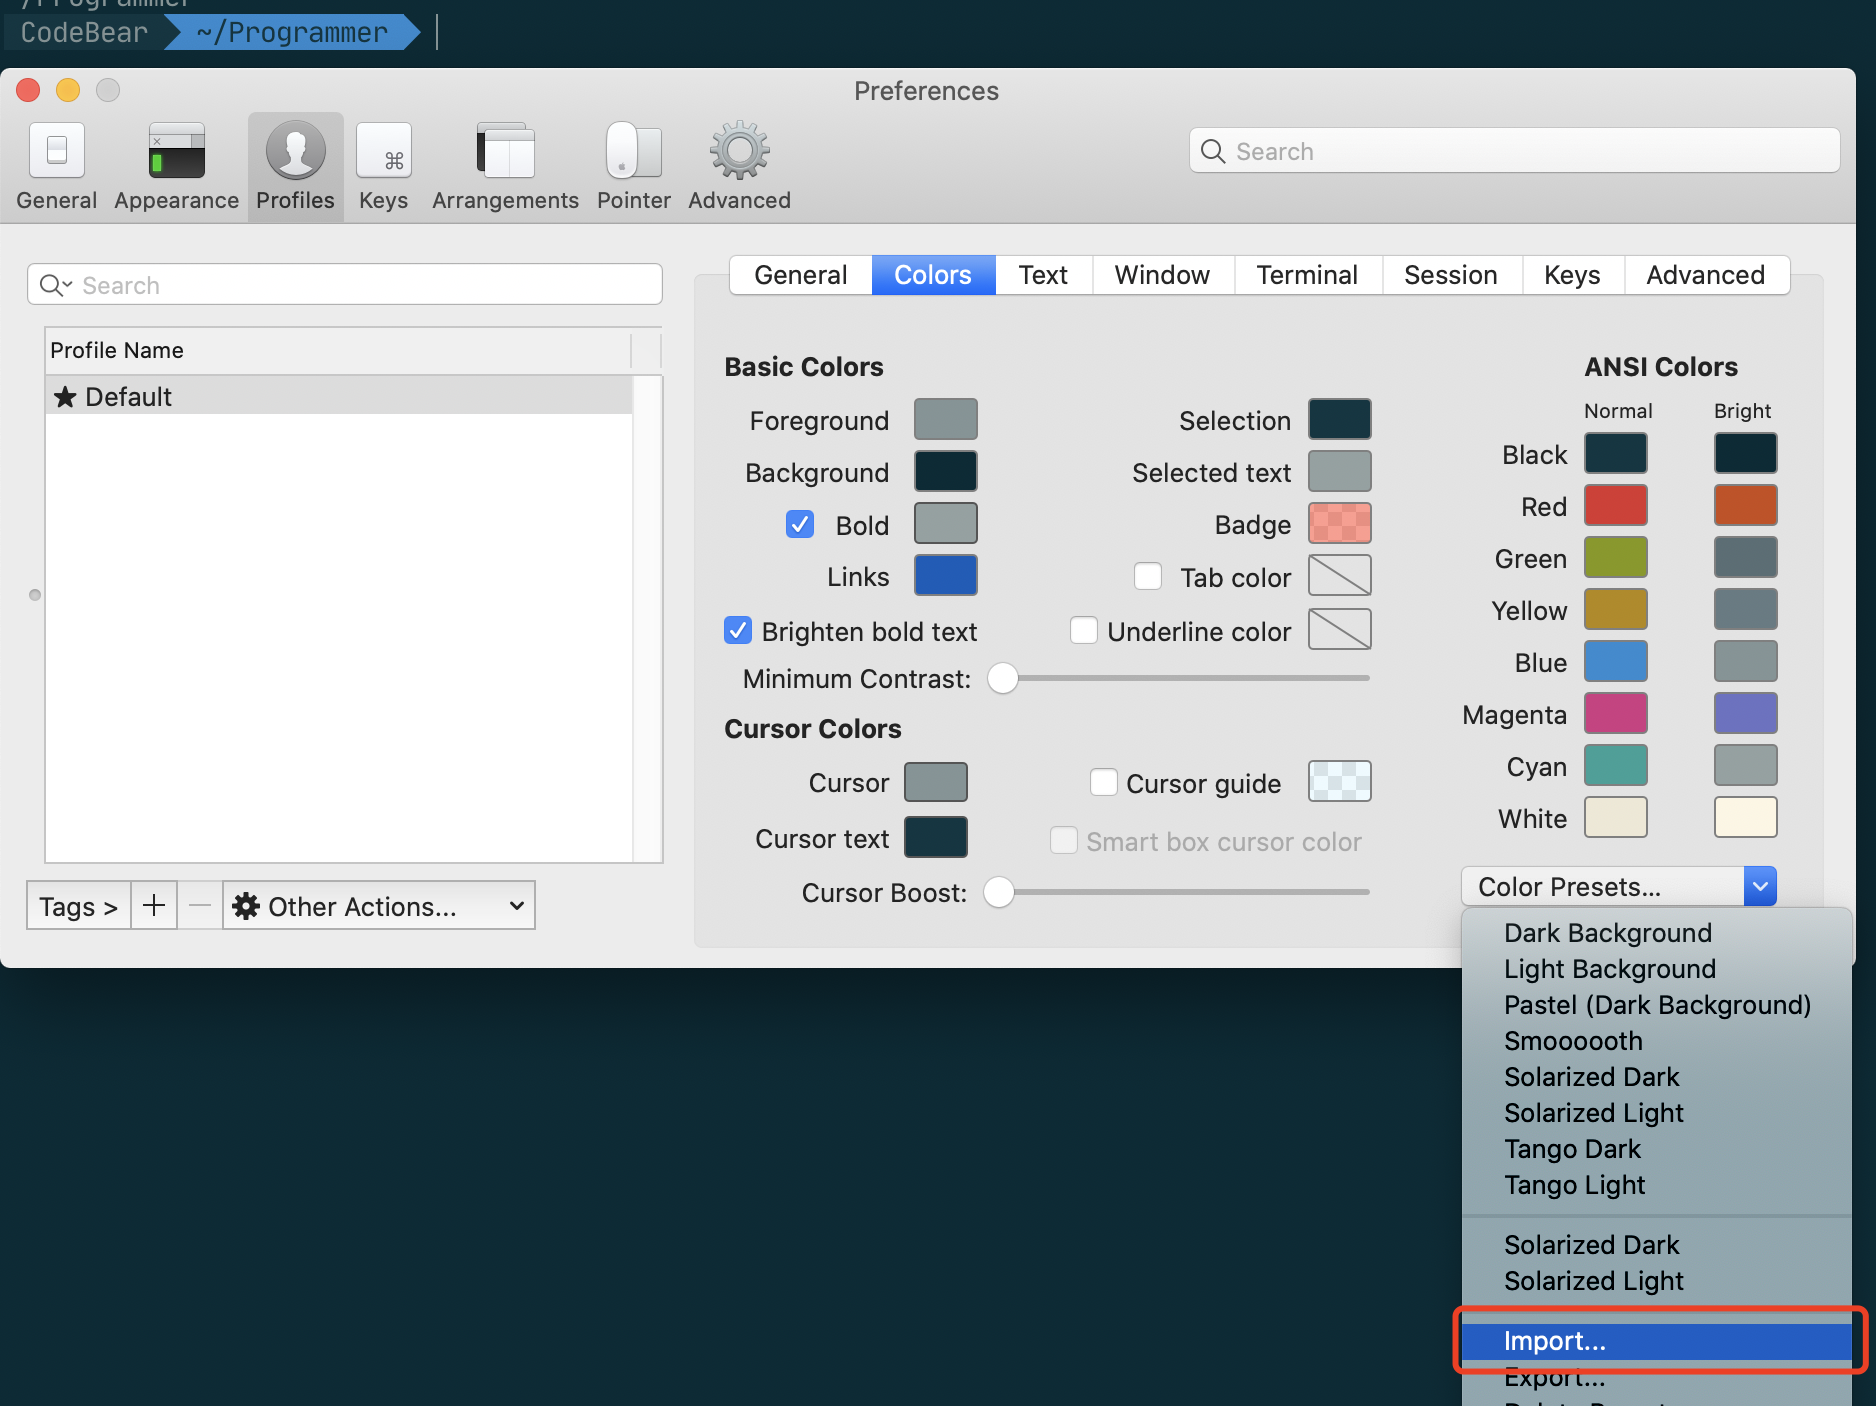 CodeBear ~/Programmer
Preferences
General Appearance Profiles Keys Arrangements Pointer Advanced
Search
Search
General Colors Text Window Terminal Session Keys Advanced
Profile Name
★ Default
Tags > + — Other Actions...
Basic Colors
Foreground
Background
Bold
Links
Brighten bold text
Selection
Selected text
Badge
Tab color
Underline color
Minimum Contrast:
Cursor Colors
Cursor
Cursor text
Cursor guide
Smart box cursor color
Cursor Boost:
ANSI Colors
Normal Bright
Black
Red
Green
Yellow
Blue
Magenta
Cyan
White
Color Presets...
Dark Background
Light Background
Pastel (Dark Background)
Smoooooth
Solarized Dark
Solarized Light
Tango Dark
Tango Light
Solarized Dark
Solarized Light
Import...
Export...